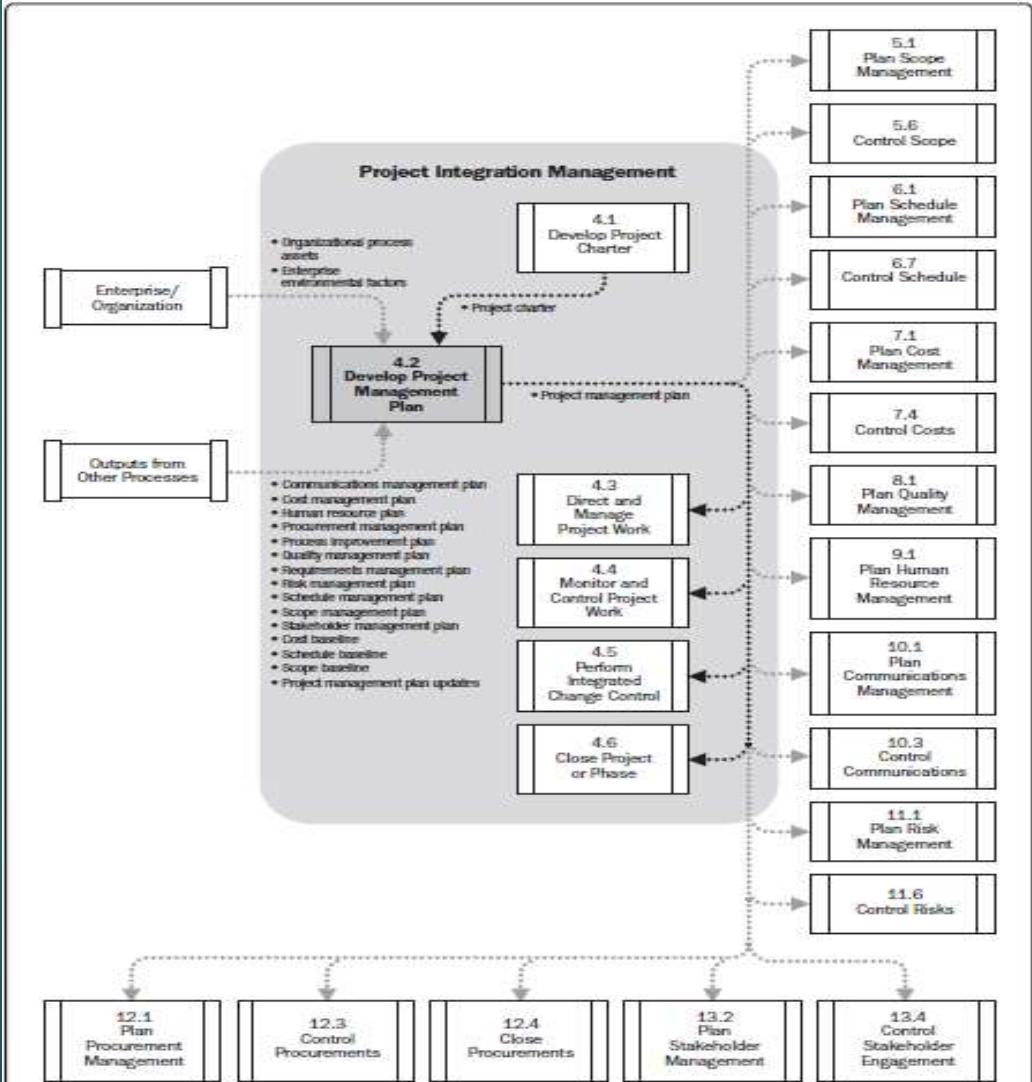 Project Integration Management
4.1
Develop Project
Charter
• Organizational process
assets
• Enterprise
environmental factors
Enterprise/
Organization
• Project charter
4.2
Develop Project
Management
Plan
• Project management plan
Outputs from
Other Processes
• Communications management plan
• Cost management plan
• Human resource plan
• Procurement management plan
• Process improvement plan
• Quality management plan
• Requirements management plan
• Risk management plan
• Schedule management plan
• Scope management plan
• Stakeholder management plan
• Cost baseline
• Schedule baseline
• Scope baseline
• Project management plan updates
4.3
Direct and
Manage
Project Work
4.4
Monitor and
Control Project
Work
4.5
Perform
Integrated
Change Control
4.6
Close Project
or Phase
5.1
Plan Scope
Management
5.6
Control Scope
6.1
Plan Schedule
Management
6.7
Control Schedule
7.1
Plan Cost
Management
7.4
Control Costs
8.1
Plan Quality
Management
9.1
Plan Human
Resource
Management
10.1
Plan
Communications
Management
10.3
Control
Communications
11.1
Plan Risk
Management
11.6
Control Risks
12.1
Plan
Procurement
Management
12.3
Control
Procurements
12.4
Close
Procurements
13.2
Plan
Stakeholder
Management
13.4
Control
Stakeholder
Engagement